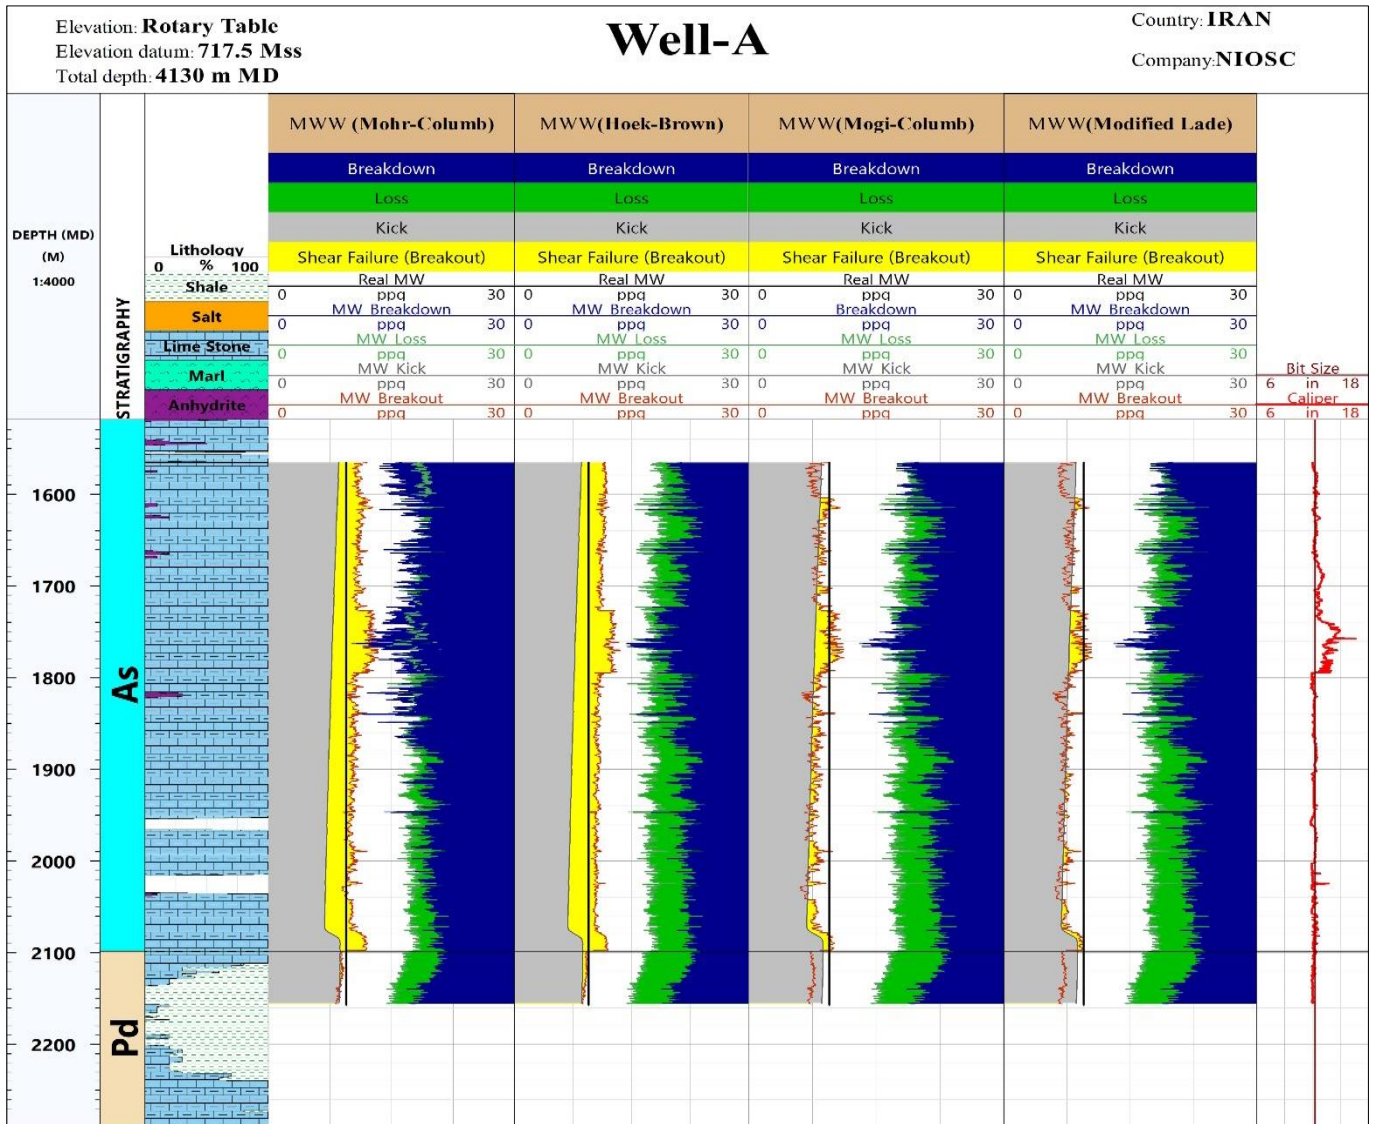 Elevation: Rotary Table
Elevation datum: 717.5 Mss
Total depth: 4130 m MD
Well-A
Country: IRAN
Company:NIOSC
DEPTH (MD)
(M)
1:4000
STRATIGRAPHY
Lithology
0 % 100
Shale
Salt
Lime Stone
Marl
Anhydrite
MWW (Mohr-Columb)
Breakdown
Loss
Kick
Shear Failure (Breakout)
Real MW
0 ppq 30
MW Breakdown
0 ppq 30
MW Loss
0 ppq 30
MW Kick
0 ppq 30
MW Breakout
0 ppq 30
MWW(Hoek-Brown)
Breakdown
Loss
Kick
Shear Failure (Breakout)
Real MW
0 ppq 30
MW Breakdown
0 ppq 30
MW Loss
0 ppq 30
MW Kick
0 ppq 30
MW Breakout
0 ppq 30
MWW(Mogi-Columb)
Breakdown
Loss
Kick
Shear Failure (Breakout)
Real MW
0 ppq 30
Breakdown
0 ppq 30
MW Loss
0 ppq 30
MW Kick
0 ppq 30
MW Breakout
0 ppq 30
MWW(Modified Lade)
Breakdown
Loss
Kick
Shear Failure (Breakout)
Real MW
0 ppq 30
MW Breakdown
0 ppq 30
MW Loss
0 ppq 30
MW Kick
0 ppq 30
MW Breakout
0 ppq 30
Bit Size
6 in 18
Caliper
6 in 18
1600
1700
1800
1900
2000
2100
2200
As
Pd